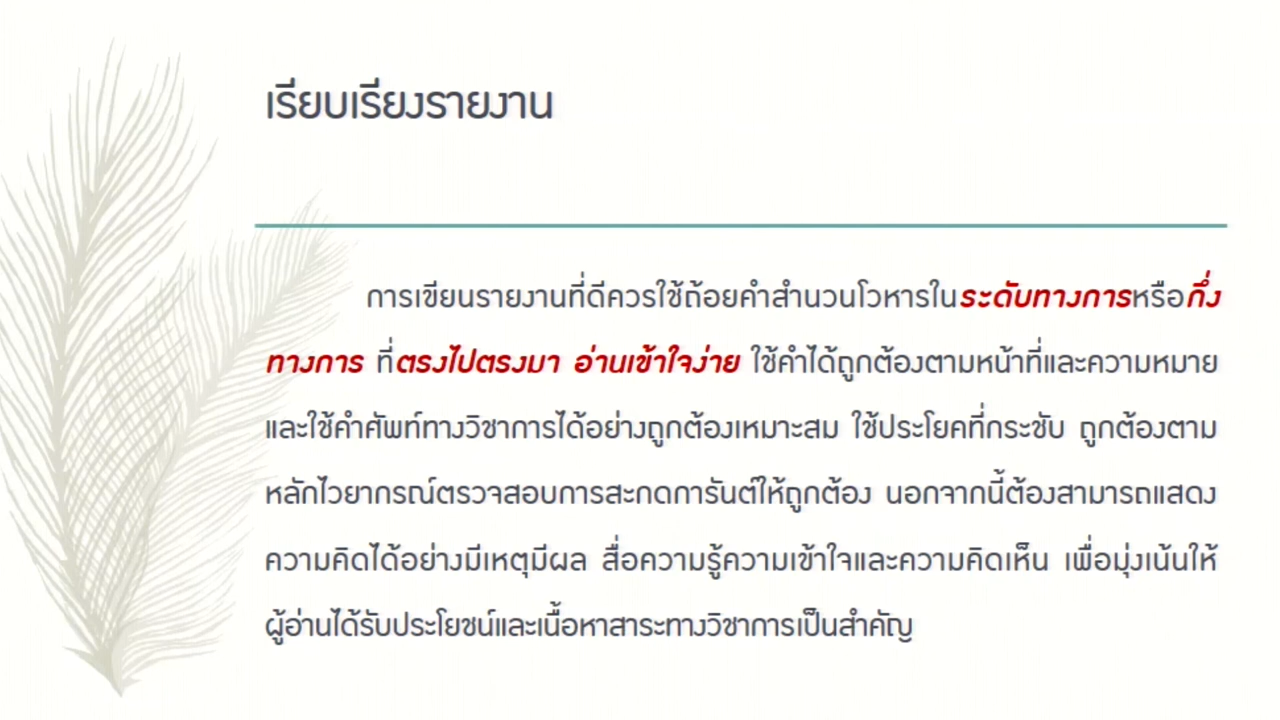 เรียบเรียงรายงาน
การเขียนรายงานที่ดีควรใช้ถ้อยคำสำนวนโวหารในระดับทางการหรือกึ่ง
ทางการ ที่ตรงไปตรงมา อ่านเข้าใจง่าย ใช้คำได้ถูกต้องตามหน้าที่และความหมาย
และใช้คำศัพท์ทางวิชาการได้อย่างถูกต้องเหมาะสม ใช้ประโยคที่กระชับ ถูกต้องตาม
หลักไวยากรณ์ตรวจสอบการสะกดการันต์ให้ถูกต้อง นอกจากนี้ต้องสามารถแสดง
ความคิดได้อย่างมีเหตุมีผล สื่อความรู้ความเข้าใจและความคิดเห็น เพื่อมุ่งเน้นให้
ผู้อ่านได้รับประโยชน์และเนื้อหาสาระทางวิชาการเป็นสำคัญ